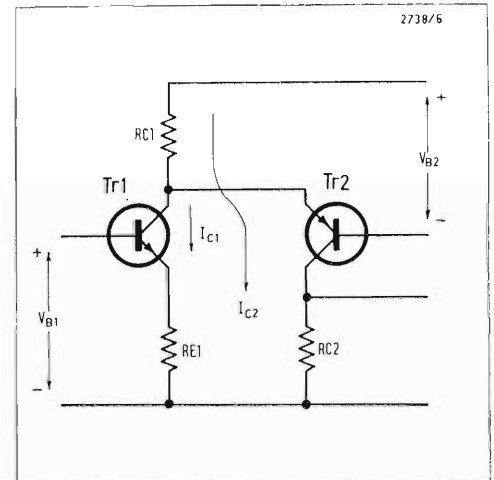 2738/6
+
RC1
VB2
Tr1
Tr2
−
IC1
+
IC2
VB1
RE1
RC2
−